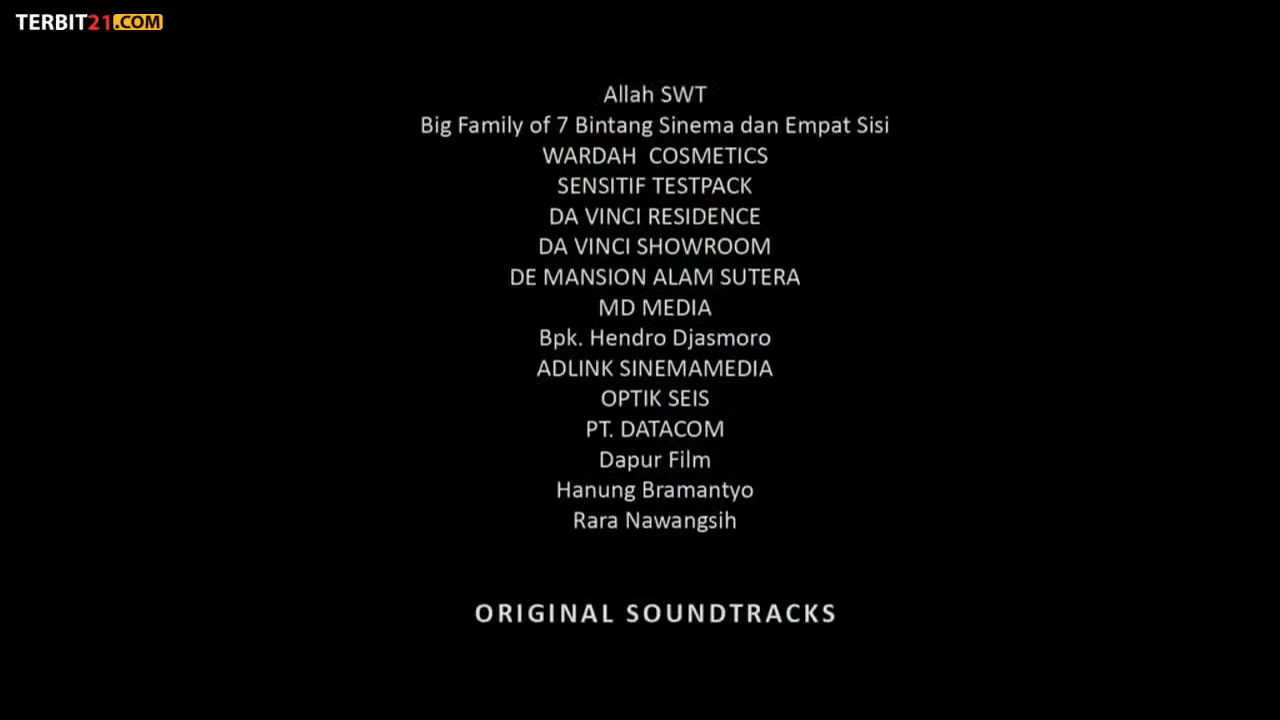 TERBIT21.COM
Allah SWT
Big Family of 7 Bintang Sinema dan Empat Sisi
WARDAH COSMETICS
SENSITIF TESTPACK
DA VINCI RESIDENCE
DA VINCI SHOWROOM
DE MANSION ALAM SUTERA
MD MEDIA
Bpk. Hendro Djasmoro
ADLINK SINEMAMEDIA
OPTIK SEIS
PT. DATACOM
Dapur Film
Hanung Bramantyo
Rara Nawangsih
ORIGINAL SOUNDTRACKS